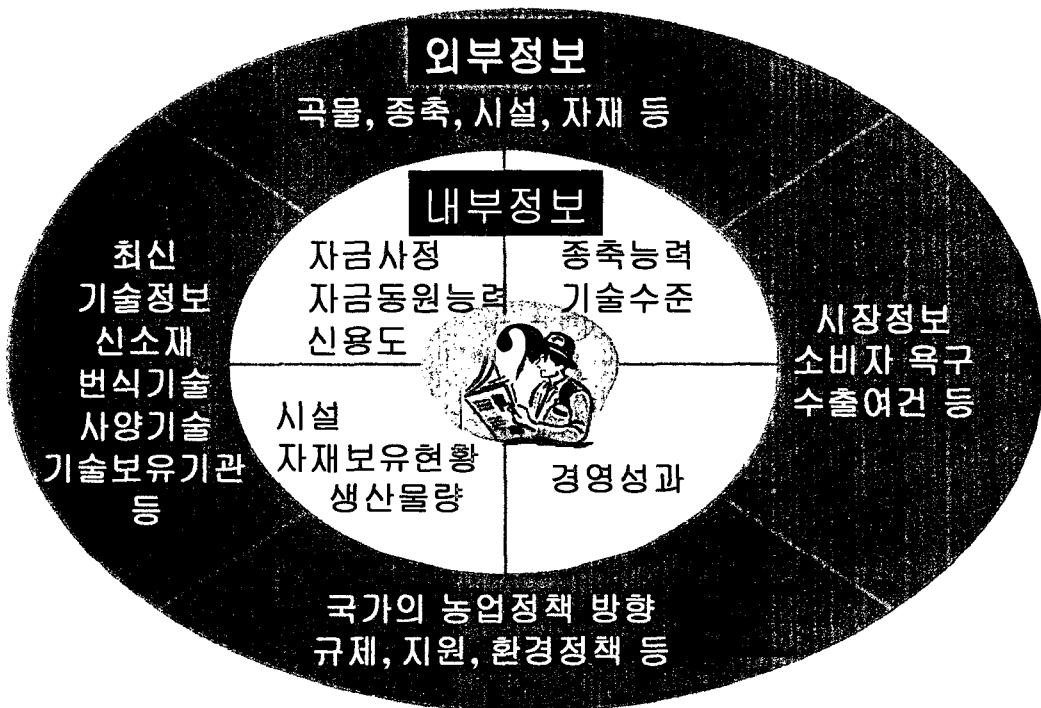 외부정보
곡물, 종축, 시설, 자재 등
내부정보
자금사정
자금동원능력
신용도
종축능력
기술수준
시설
자재보유현황
생산물량
경영성과
최신
기술정보
신소재
번식기술
사양기술
기술보유기관
등
시장정보
소비자 욕구
수출여건 등
국가의 농업정책 방향
규제, 지원, 환경정책 등